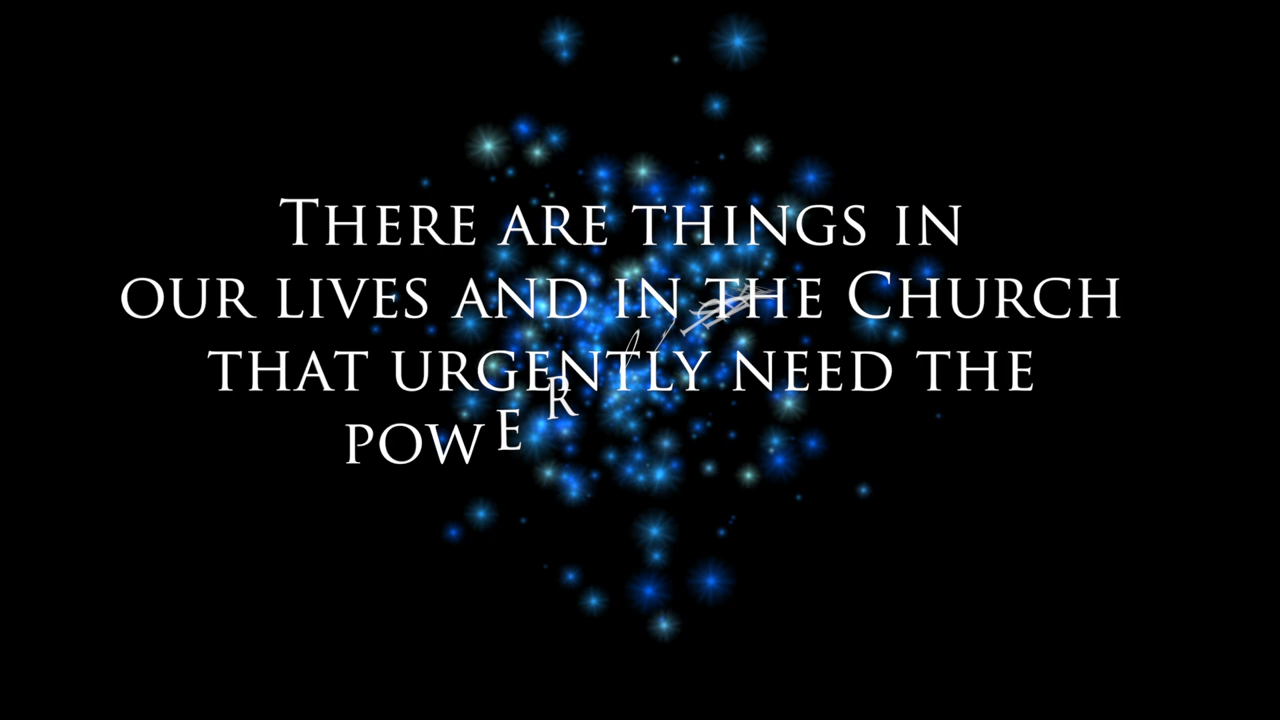 There are things in
our lives and in the Church
that urgently need the
power